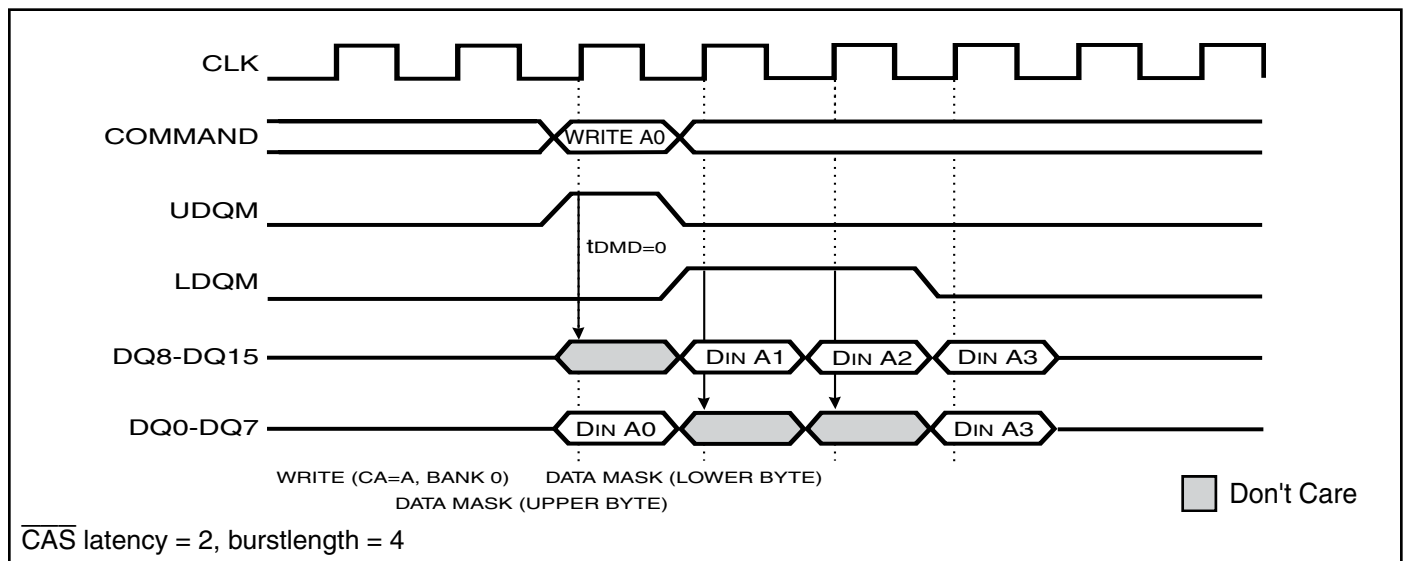 CLK
COMMAND
WRITE A0
UDQM
tDMD=0
LDQM
DQ8-DQ15
DIN A1
DIN A2
DIN A3
DQ0-DQ7
DIN A0
DIN A3
WRITE (CA=A, BANK 0)
DATA MASK (LOWER BYTE)
DATA MASK (UPPER BYTE)
Don't Care
CAS latency = 2, burstlength = 4